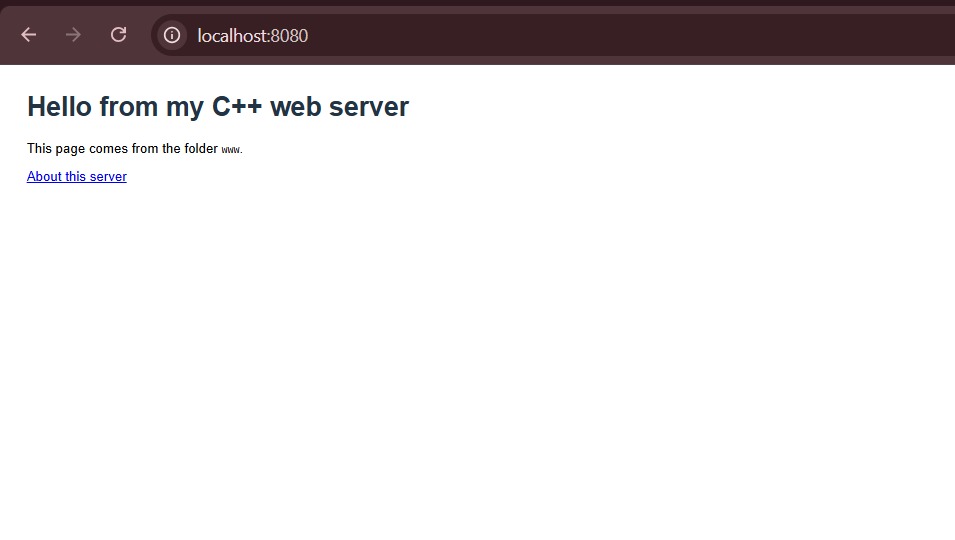 localhost:8080
Hello from my C++ web server
This page comes from the folder www.
About this server